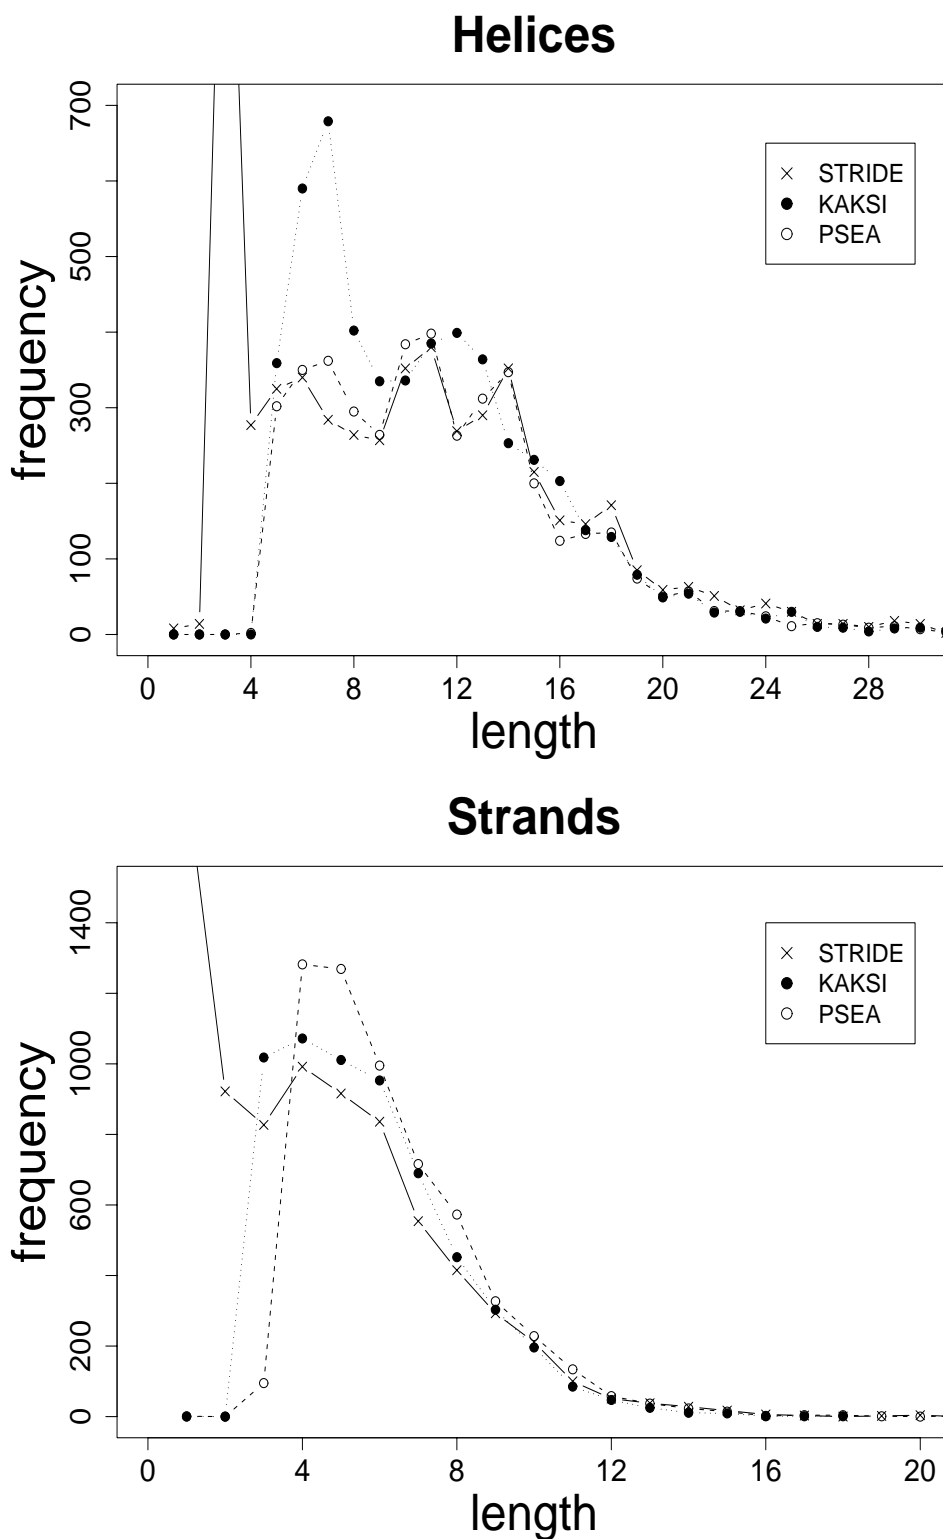 Helices
700
500
300
100
0
frequency
STRIDE
KAKSI
PSEA
0 4 8 12 16 20 24 28
length
Strands
1400
1000
600
200
0
frequency
STRIDE
KAKSI
PSEA
0 4 8 12 16 20
length